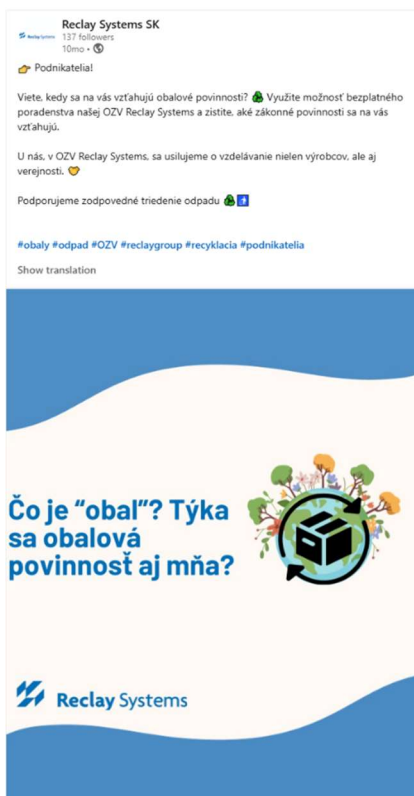 Reclay Systems SK
Reclay Systems
137 followers
10mo •
Podnikatelia!
Viete, kedy sa na vás vzťahujú obalové povinnosti? Využite možnosť bezplatného
poradenstva našej OZV Reclay Systems a zistite, aké zákonné povinnosti sa na vás
vzťahujú.
U nás, v OZV Reclay Systems, sa usilujeme o vzdelávanie nielen výrobcov, ale aj
verejnosti.
Podporujeme zodpovedné triedenie odpadu
#obaly #odpad #OZV #reclaygroup #recyklacia #podnikatelia
Show translation
Čo je “obal”? Týka
sa obalová
povinnosť aj mňa?
Reclay Systems